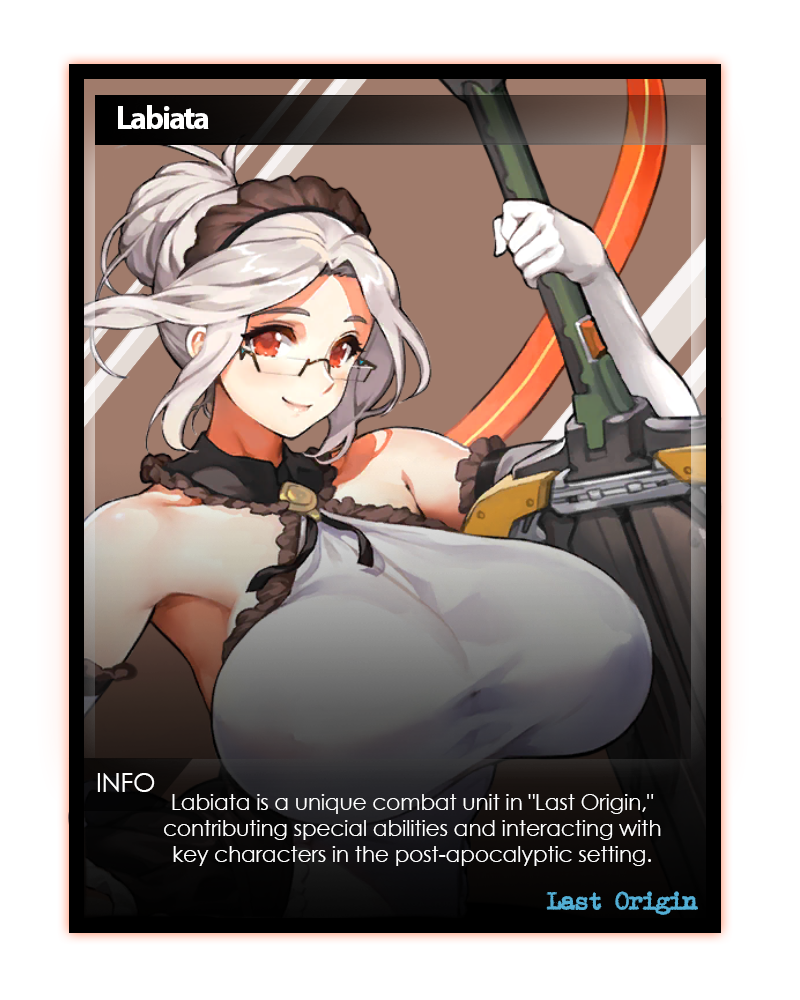 Labiata
INFO
Labiata is a unique combat unit in "Last Origin,"
contributing special abilities and interacting with
key characters in the post-apocalyptic setting.
Last Origin